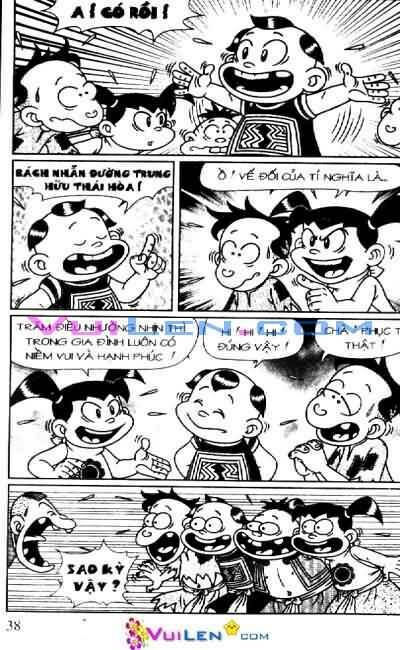 A! CÓ RỒI!
BÁCH NHẪN ĐƯỜNG TRUNG
HỮU THÁI HÒA!
Ồ! VẾ ĐỐI CỦA TÍ NGHĨA LÀ...
TRĂM ĐIỀU NHƯỜNG NHỊN THÌ
TRONG GIA ĐÌNH LUÔN CÓ
NIỀM VUI VÀ HẠNH PHÚC!
HI! HI!
ĐÚNG VẬY!
CHÀ! PHỤC T
THẬT!
VUILEN.COM
SAO KỲ
VẬY?
38
VUILEN.COM